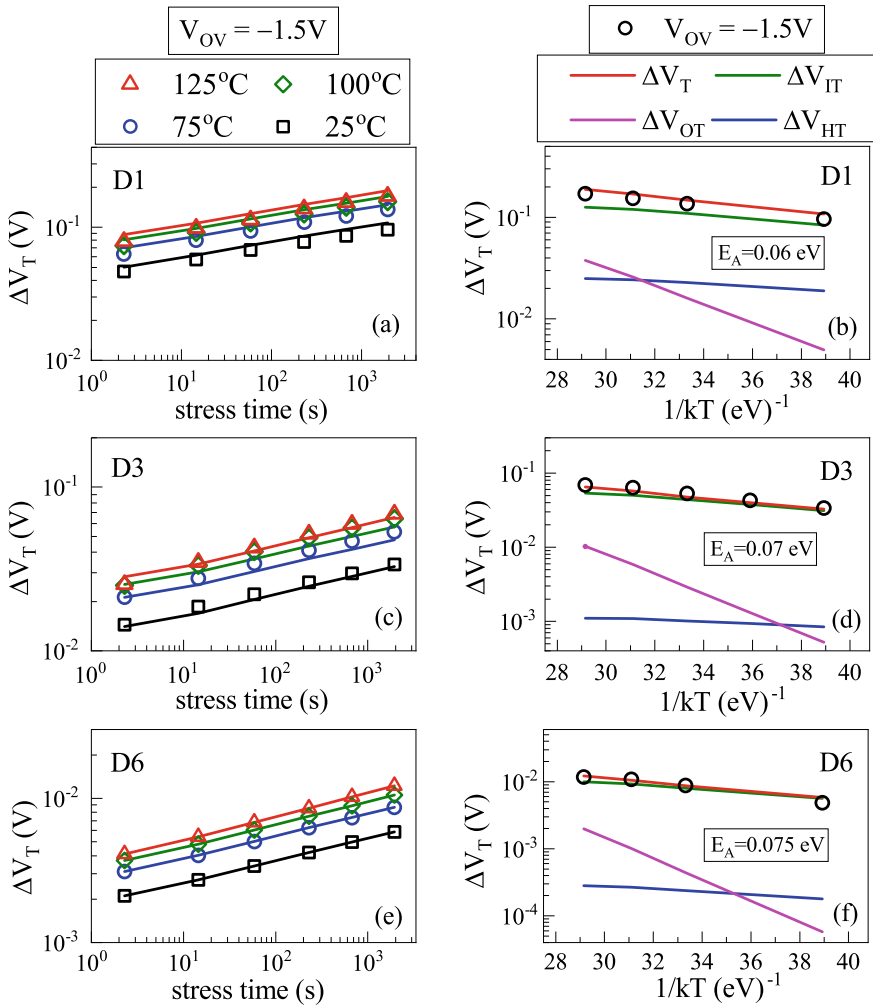 V_OV = −1.5V
125°C 100°C
75°C 25°C
D1
10^-1
10^-2
ΔV_T (V)
(a)
10^0 10^1 10^2 10^3
stress time (s)
V_OV = −1.5V
ΔV_T ΔV_IT
ΔV_OT ΔV_HT
D1
10^-1
10^-2
ΔV_T (V)
E_A=0.06 eV
(b)
28 30 32 34 36 38 40
1/kT (eV)^-1
D3
10^-1
10^-2
ΔV_T (V)
(c)
10^0 10^1 10^2 10^3
stress time (s)
D3
10^-1
10^-2
10^-3
ΔV_T (V)
E_A=0.07 eV
(d)
28 30 32 34 36 38 40
1/kT (eV)^-1
D6
10^-2
10^-3
ΔV_T (V)
(e)
10^0 10^1 10^2 10^3
stress time (s)
D6
10^-2
10^-3
10^-4
ΔV_T (V)
E_A=0.075 eV
(f)
28 30 32 34 36 38 40
1/kT (eV)^-1